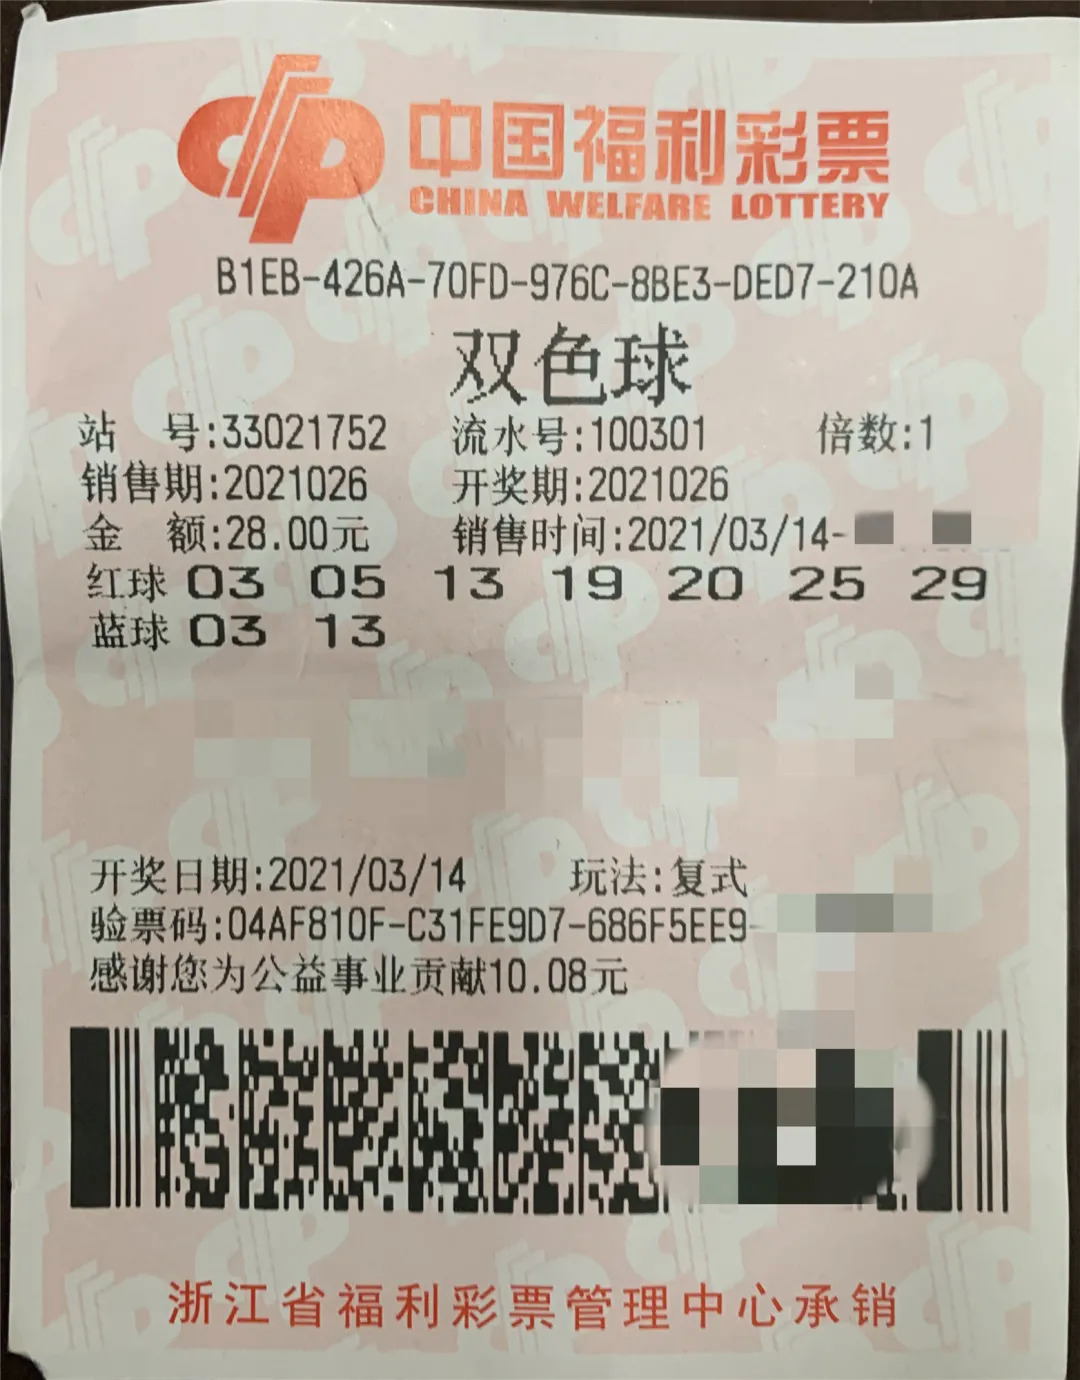 中国福利彩票
CHINA WELFARE LOTTERY
B1EB-426A-70FD-976C-8BE3-DED7-210A
双色球
站 号:33021752 流水号:100301 倍数:1
销售期:2021026 开奖期:2021026
金 额:28.00元 销售时间:2021/03/14-
红球 03 05 13 19 20 25 29
蓝球 03 13
开奖日期:2021/03/14 玩法:复式
验票码:04AF810F-C31FE9D7-686F5EE9-
感谢您为公益事业贡献10.08元
浙江省福利彩票管理中心承销